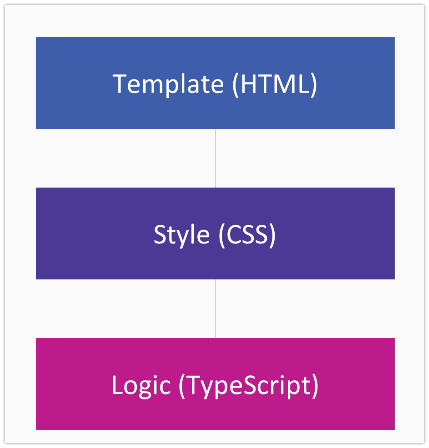 Template (HTML)
Style (CSS)
Logic (TypeScript)